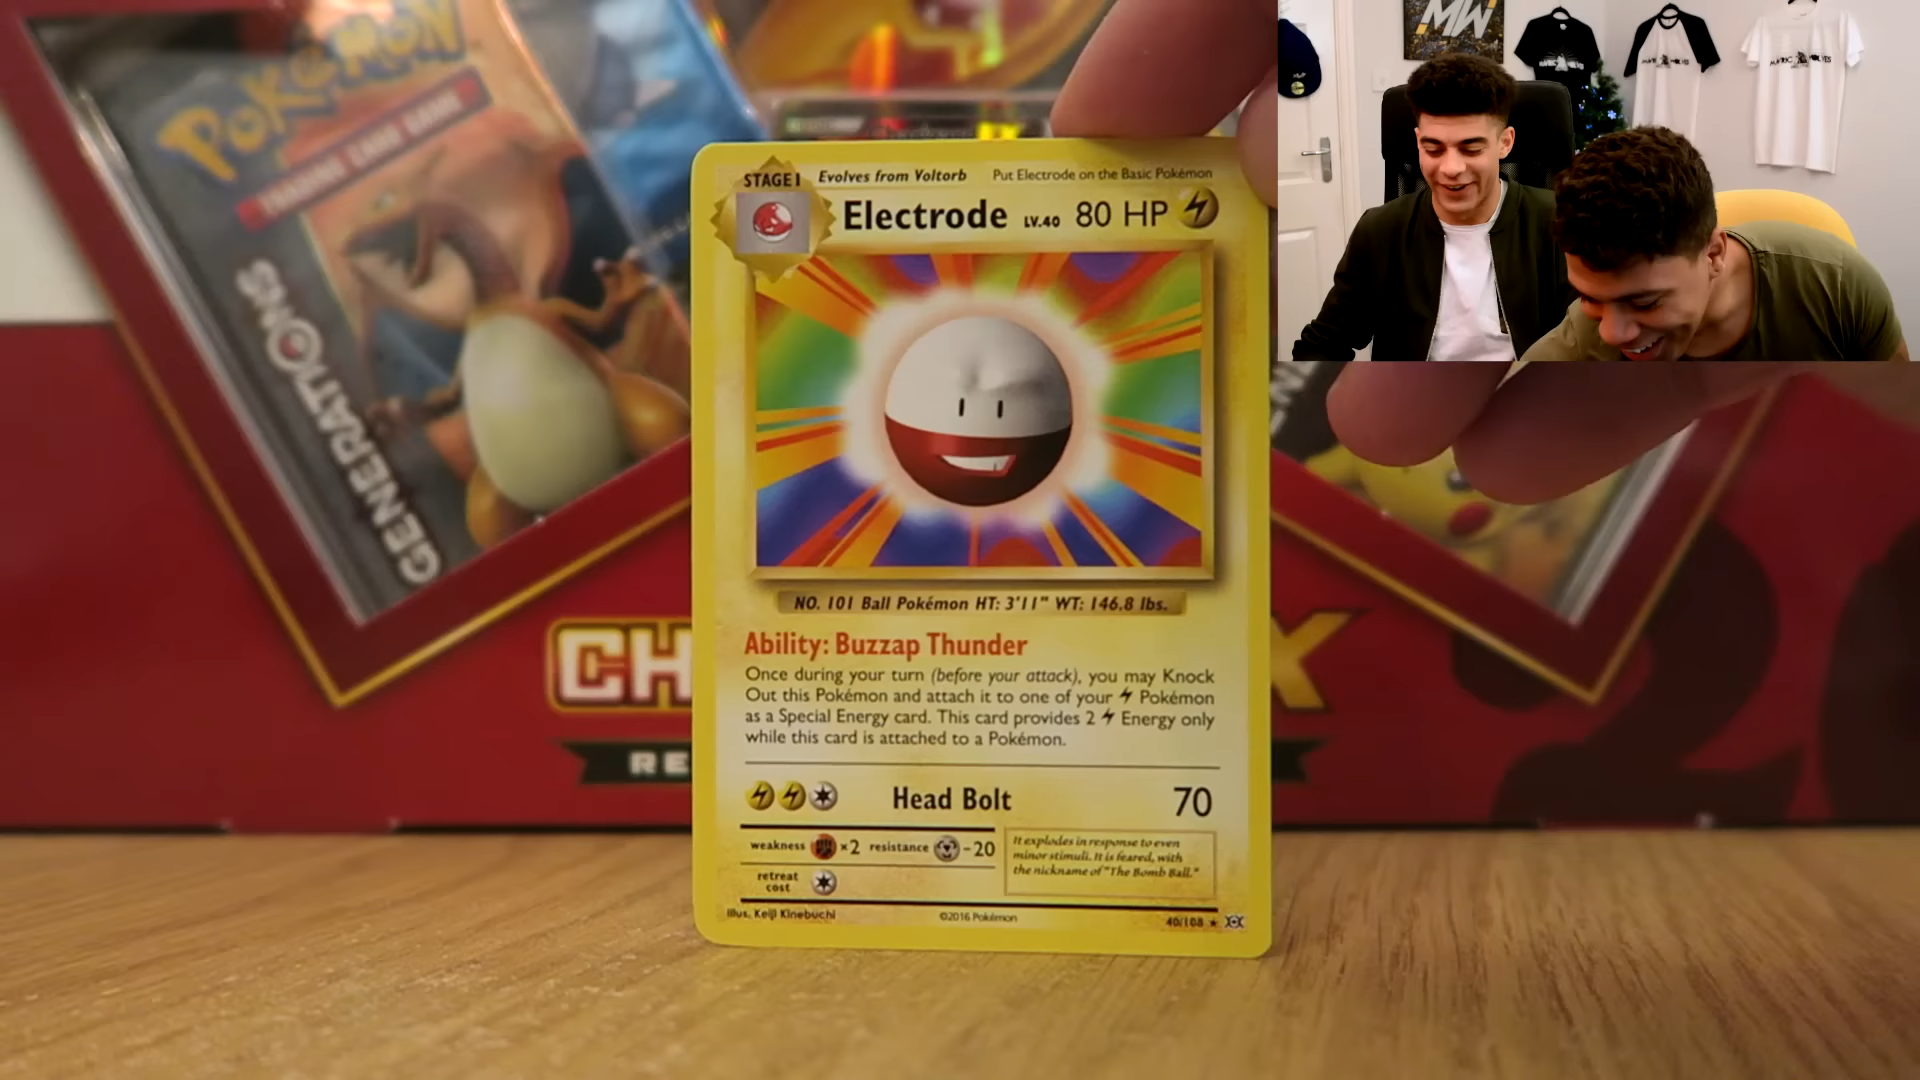 POKéMON
TRADING CARD GAME
GENERATIONS
MW
STAGE 1 Evolves from Voltorb Put Electrode on the Basic Pokémon
Electrode LV.40 80 HP
NO. 101 Ball Pokémon HT: 3'11" WT: 146.8 lbs.
Ability: Buzzap Thunder
Once during your turn (before your attack), you may Knock
Out this Pokémon and attach it to one of your Pokémon
as a Special Energy card. This card provides 2 Energy only
while this card is attached to a Pokémon.
Head Bolt 70
weakness ×2 resistance -20
retreat
cost
It explodes in response to even
minor stimuli. It is feared, with
the nickname of "The Bomb Ball."
Illus. Keiji Kinebuchi ©2016 Pokémon 40/108
CH
X
RE
20